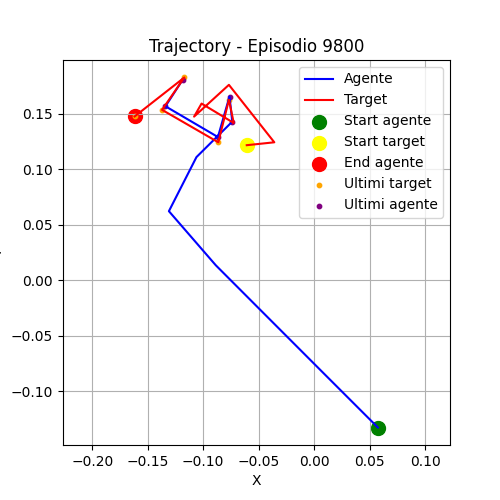 Trajectory - Episodio 9800
Agente
Target
Start agente
Start target
End agente
Ultimi target
Ultimi agente
0.15
0.10
0.05
0.00
−0.05
−0.10
−0.20
−0.15
−0.10
−0.05
0.00
0.05
0.10
X